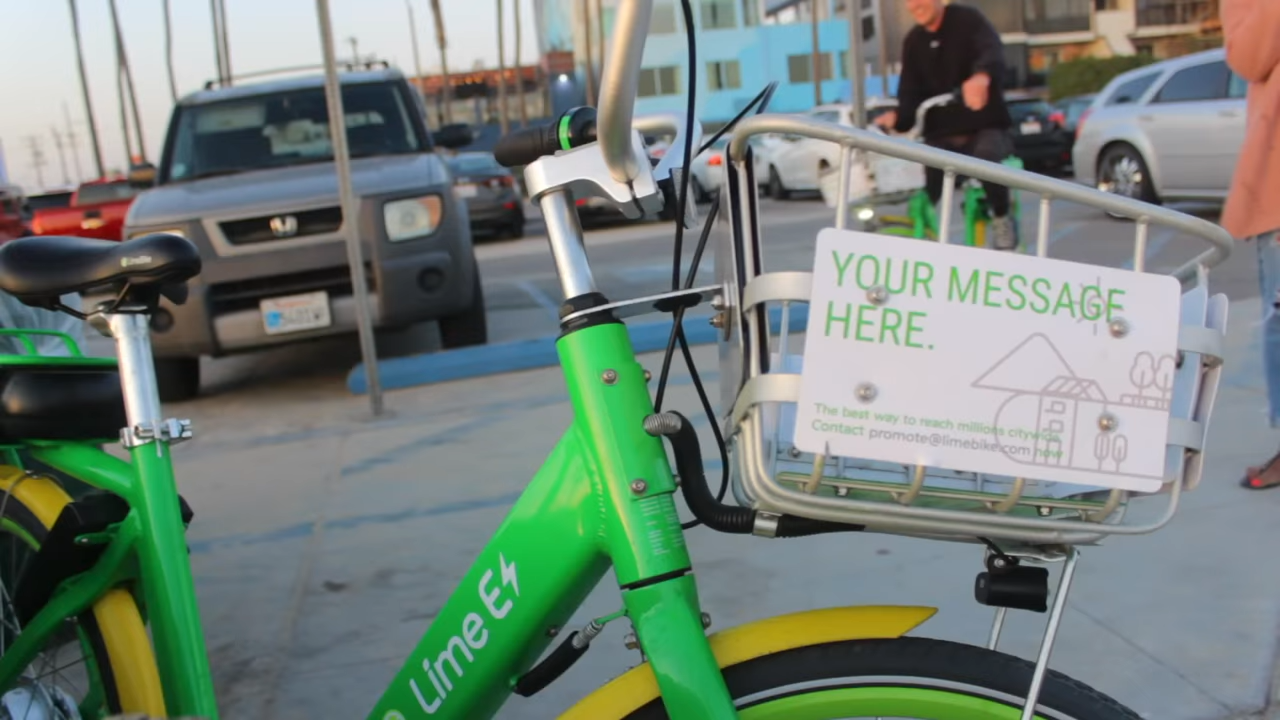 YOUR MESSAGE
HERE.
The best way to reach millions citywide.
Contact promote@limebike.com now
Lime E